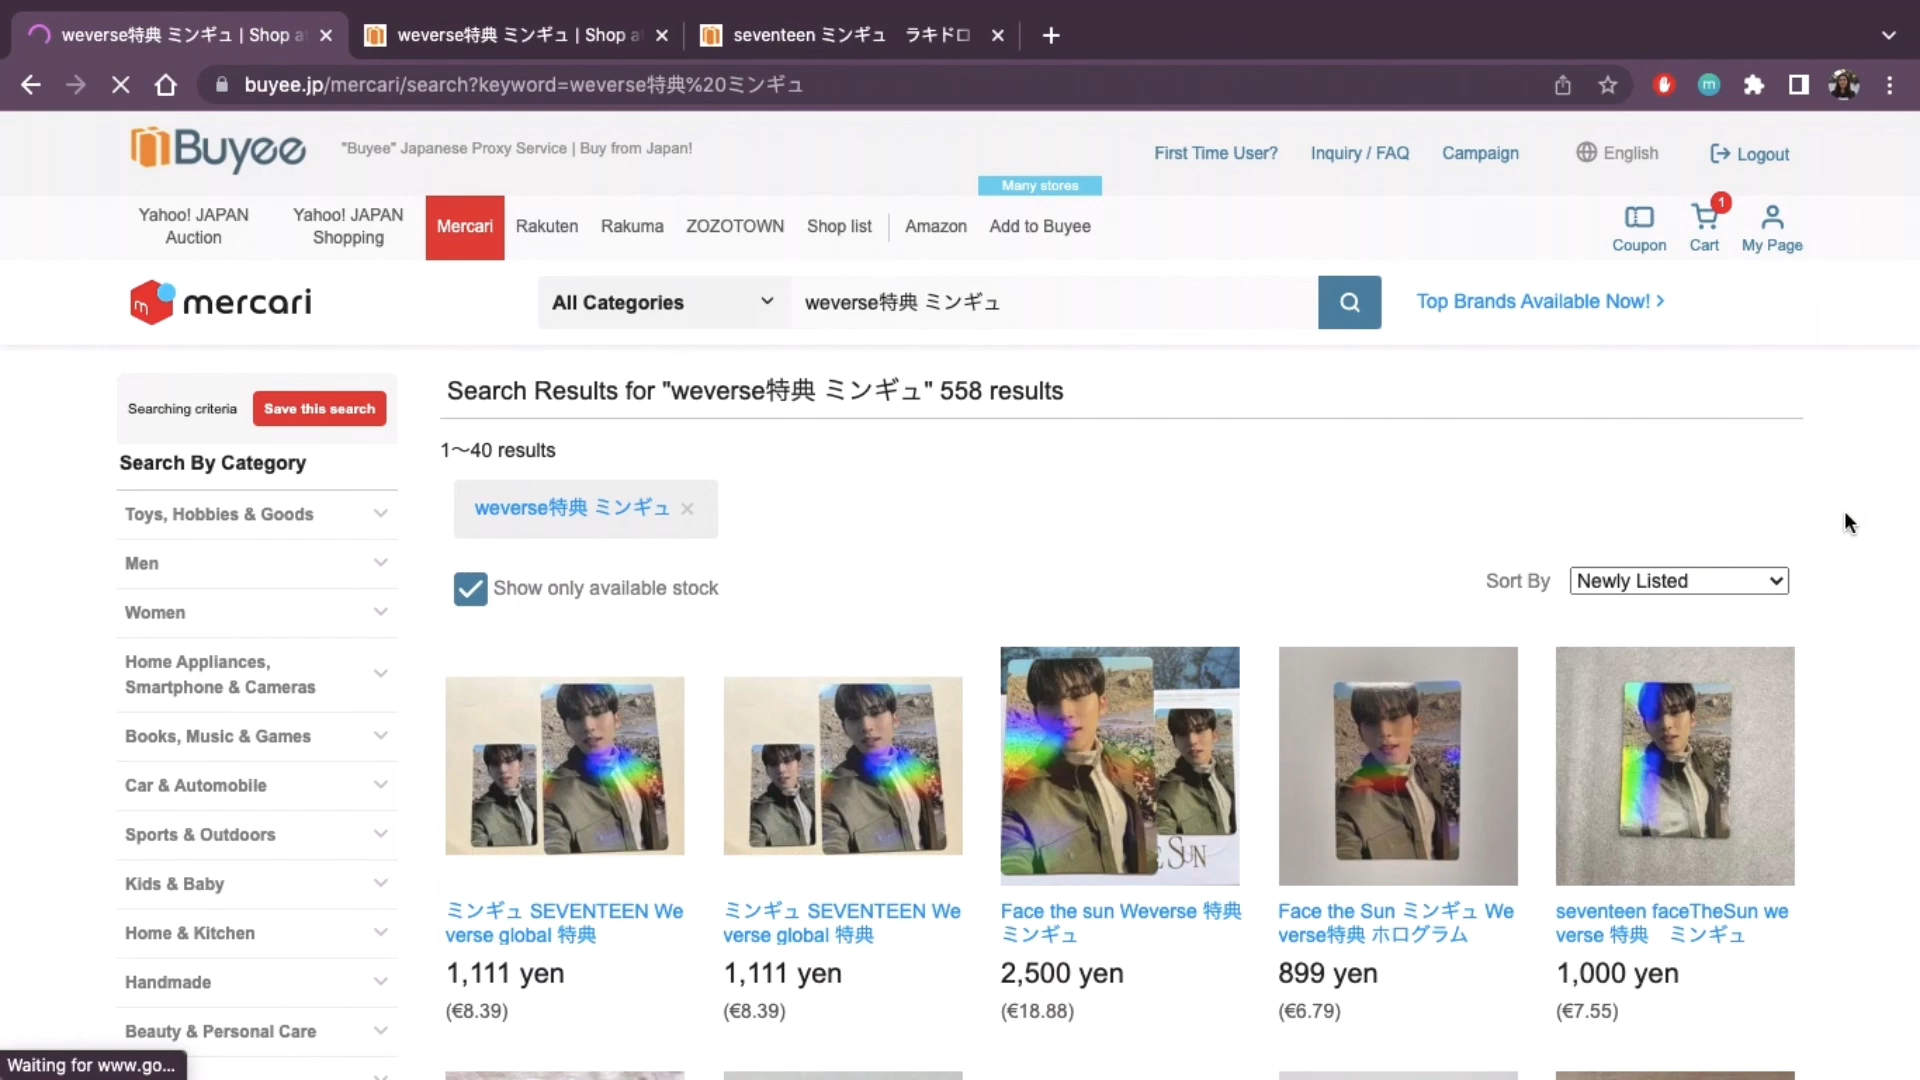 weverse特典 ミンギュ | Shop a
weverse特典 ミンギュ | Shop a
seventeen ミンギュ　ラキドロ
buyee.jp/mercari/search?keyword=weverse特典%20ミンギュ
Buyee
"Buyee" Japanese Proxy Service | Buy from Japan!
First Time User?
Inquiry / FAQ
Campaign
English
Logout
Many stores
Yahoo! JAPAN
Auction
Yahoo! JAPAN
Shopping
Mercari
Rakuten
Rakuma
ZOZOTOWN
Shop list
Amazon
Add to Buyee
Coupon
1
Cart
My Page
mercari
All Categories
weverse特典 ミンギュ
Top Brands Available Now!
Searching criteria
Save this search
Search By Category
Toys, Hobbies & Goods
Men
Women
Home Appliances,
Smartphone & Cameras
Books, Music & Games
Car & Automobile
Sports & Outdoors
Kids & Baby
Home & Kitchen
Handmade
Beauty & Personal Care
Search Results for "weverse特典 ミンギュ" 558 results
1～40 results
weverse特典 ミンギュ
Show only available stock
Sort By
Newly Listed
ミンギュ SEVENTEEN We
verse global 特典
1,111 yen
(€8.39)
ミンギュ SEVENTEEN We
verse global 特典
1,111 yen
(€8.39)
E SUN
Face the sun Weverse 特典
ミンギュ
2,500 yen
(€18.88)
Face the Sun ミンギュ We
verse特典 ホログラム
899 yen
(€6.79)
seventeen faceTheSun we
verse 特典　ミンギュ
1,000 yen
(€7.55)
Waiting for www.go...